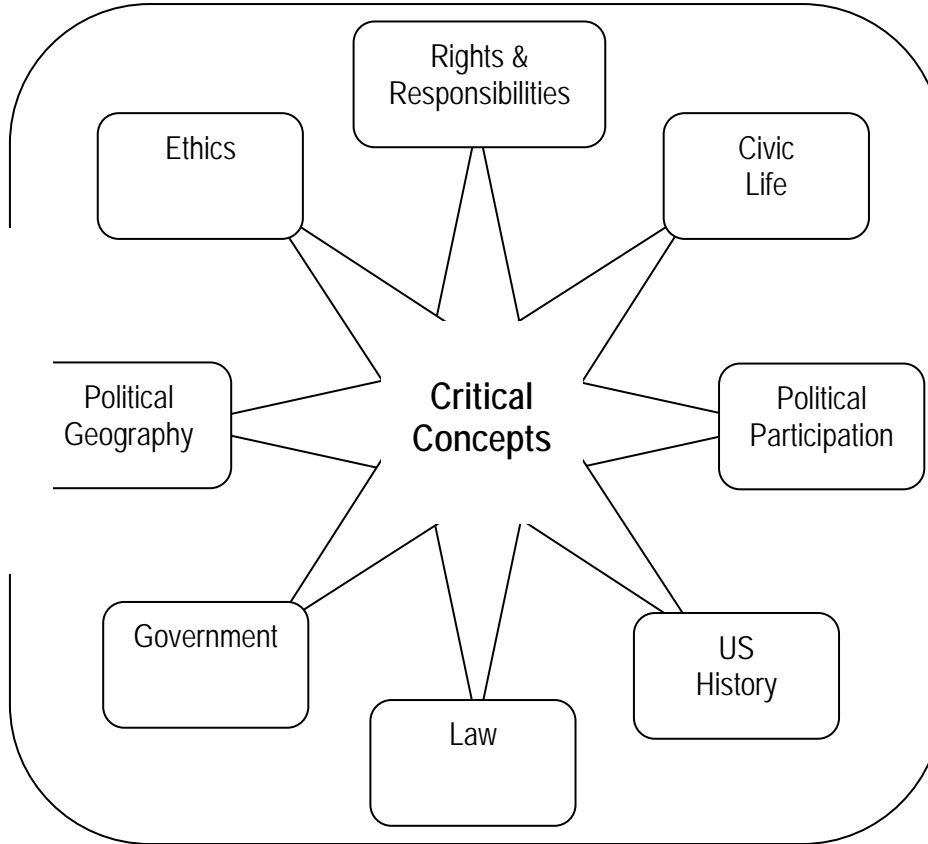 Rights &
Responsibilities
Ethics
Civic
Life
Political
Geography
Critical
Concepts
Political
Participation
Government
US
History
Law